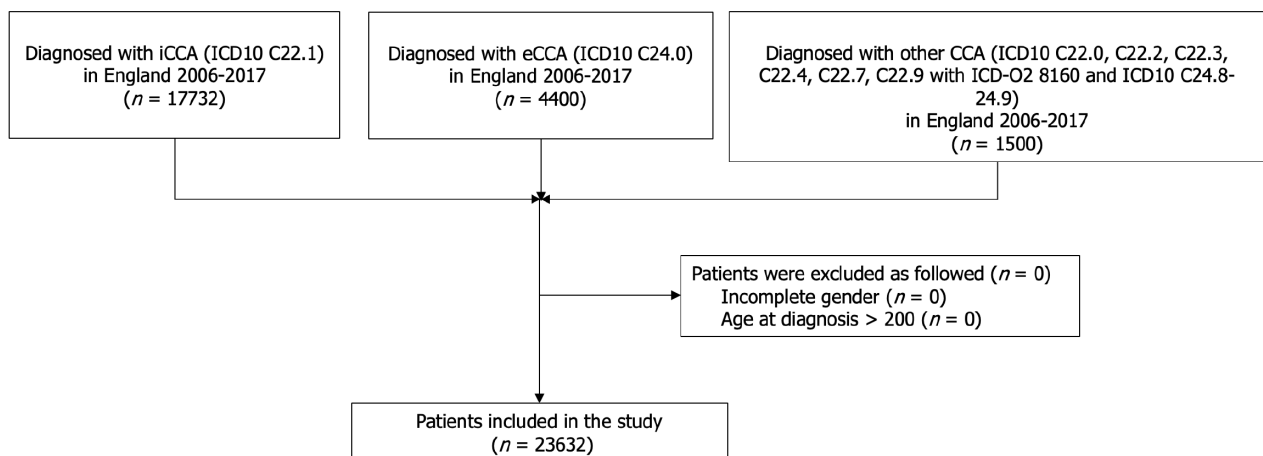 Diagnosed with iCCA (ICD10 C22.1)
in England 2006-2017
(n = 17732)
Diagnosed with eCCA (ICD10 C24.0)
in England 2006-2017
(n = 4400)
Diagnosed with other CCA (ICD10 C22.0, C22.2, C22.3,
C22.4, C22.7, C22.9 with ICD-O2 8160 and ICD10 C24.8-
24.9)
in England 2006-2017
(n = 1500)
Patients were excluded as followed (n = 0)
Incomplete gender (n = 0)
Age at diagnosis > 200 (n = 0)
Patients included in the study
(n = 23632)